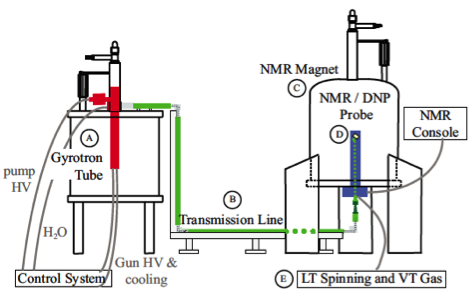 NMR Magnet
C
NMR / DNP
Probe
D
NMR
Console
A
Gyrotron
Tube
pump
HV
B
Transmission Line
H₂O
Gun HV &
cooling
Control System
E
LT Spinning and VT Gas